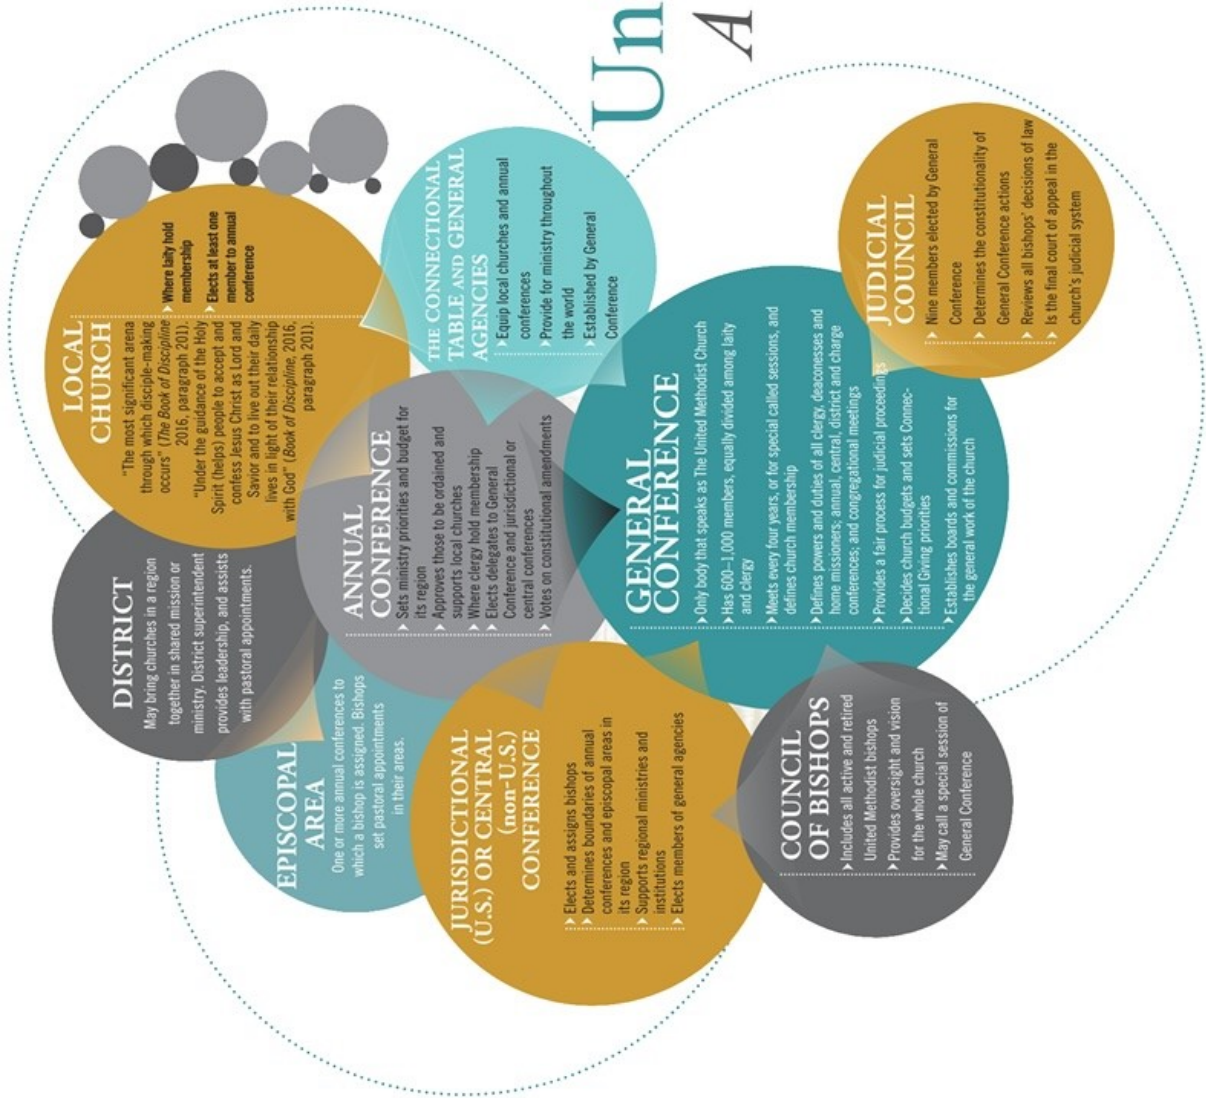 Un
A
LOCAL
CHURCH
"The most significant arena
through which disciple-making
occurs" (The Book of Discipline
2016, paragraph 201).
"Under the guidance of the Holy
Spirit (helps) people to accept and
confess Jesus Christ as Lord and
Savior and to live out their daily
lives in light of their relationship
with God" (Book of Discipline, 2016,
paragraph 201).
Where laity hold
membership
Elects at least one
member to annual
conference
DISTRICT
May bring churches in a region
together in shared mission or
ministry. District superintendent
provides leadership, and assists
with pastoral appointments.
EPISCOPAL
AREA
One or more annual conferences to
which a bishop is assigned. Bishops
set pastoral appointments
in their areas.
ANNUAL
CONFERENCE
Sets ministry priorities and budget for
its region
Approves those to be ordained and
supports local churches
Where clergy hold membership
Elects delegates to General
Conference and jurisdictional or
central conferences
Votes on constitutional amendments
THE CONNECTIONAL
TABLE AND GENERAL
AGENCIES
Equip local churches and annual
conferences
Provide for ministry throughout
the world
Established by General
Conference
JURISDICTIONAL
(U.S.) OR CENTRAL
(non-U.S.)
CONFERENCE
Elects and assigns bishops
Determines boundaries of annual
conferences and episcopal areas in
its region
Supports regional ministries and
institutions
Elects members of general agencies
GENERAL
CONFERENCE
Only body that speaks as The United Methodist Church
Has 600–1,000 members, equally divided among laity
and clergy
Meets every four years, or for special called sessions, and
defines church membership
Defines powers and duties of all clergy, deaconesses and
home missioners; annual, central, district and charge
conferences; and congregational meetings
Provides a fair process for judicial proceedings
Decides church budgets and sets Connec-
tional Giving priorities
Establishes boards and commissions for
the general work of the church
COUNCIL
OF BISHOPS
Includes all active and retired
United Methodist bishops
Provides oversight and vision
for the whole church
May call a special session of
General Conference
JUDICIAL
COUNCIL
Nine members elected by General
Conference
Determines the constitutionality of
General Conference actions
Reviews all bishops' decisions of law
Is the final court of appeal in the
church's judicial system